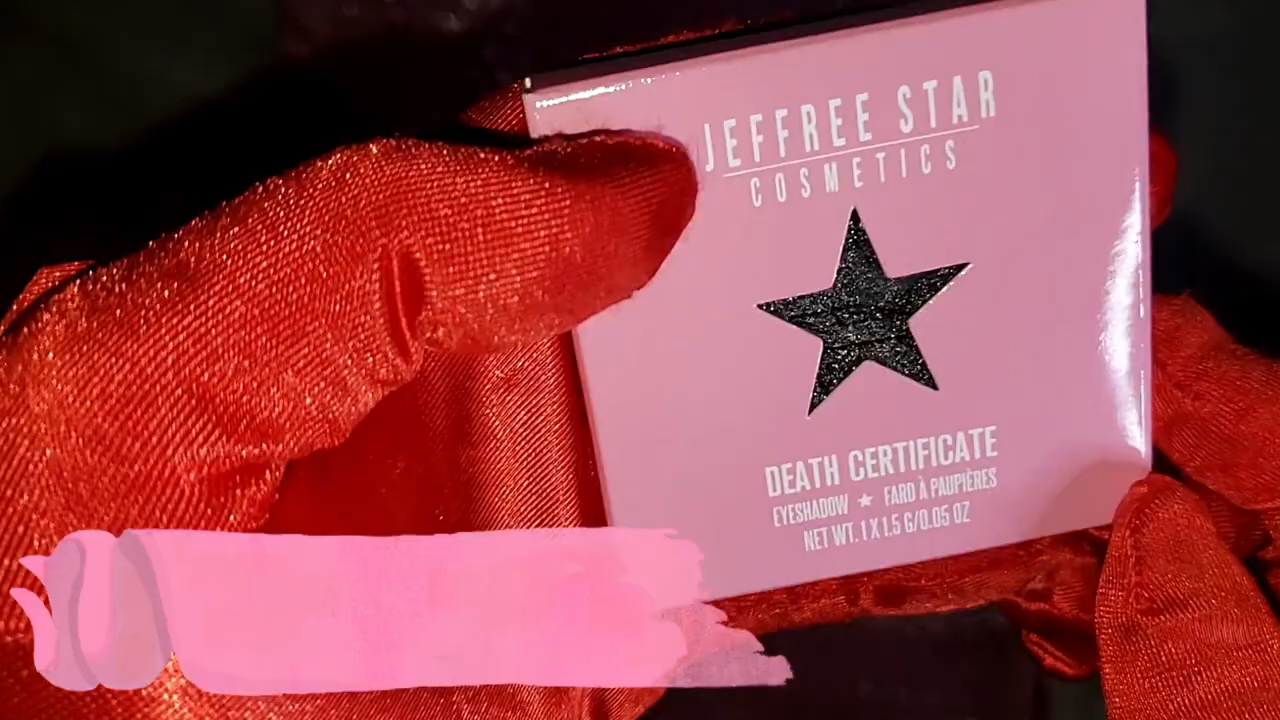 JEFFREE STAR
COSMETICS
DEATH CERTIFICATE
EYESHADOW ★ FARD À PAUPIÈRES
NET WT. 1 X 1.5 G/0.05 OZ